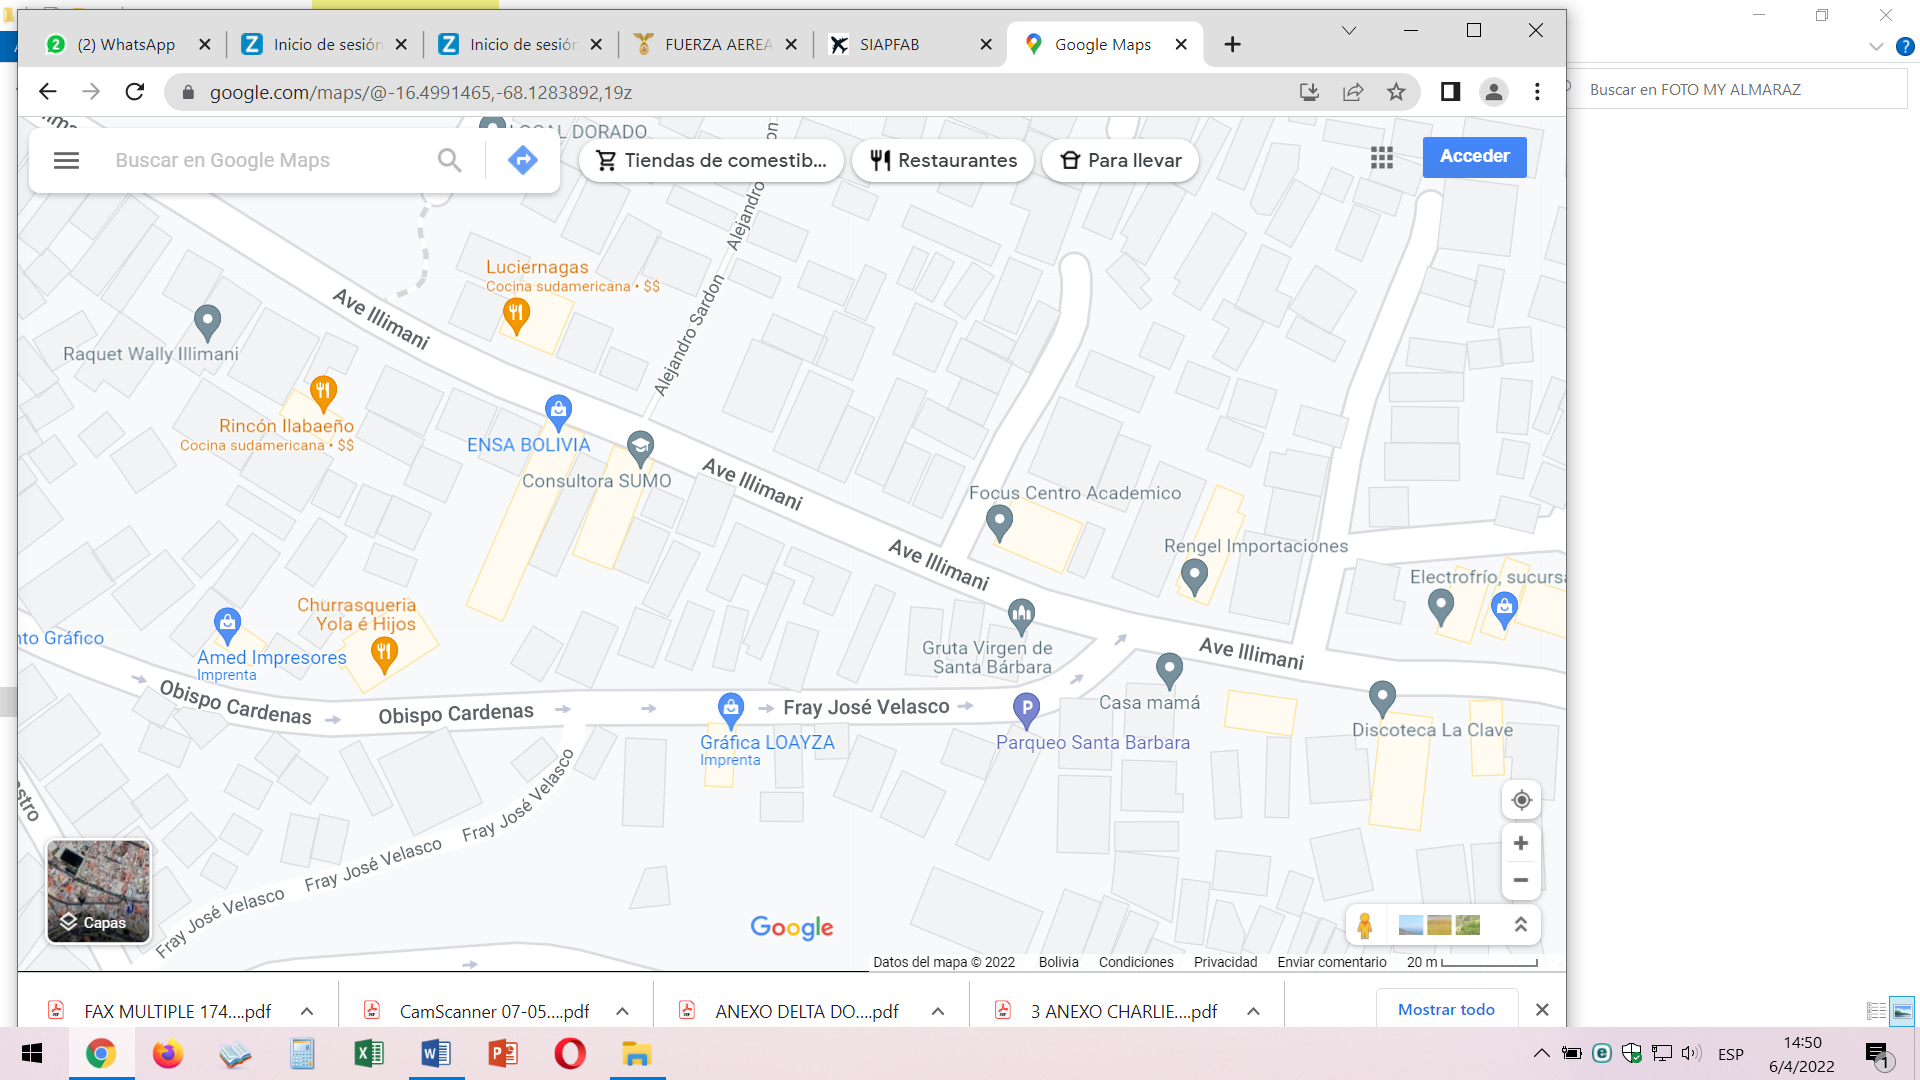 (2) WhatsApp
Inicio de sesión
Inicio de sesión
FUERZA AEREA
SIAPFAB
Google Maps
google.com/maps/@-16.4991465,-68.1283892,19z
Buscar en FOTO MY ALMARAZ
LOCAL DORADO
Buscar en Google Maps
Tiendas de comestib...
Restaurantes
Para llevar
Acceder
Alejandro Sardon
Luciernagas
Cocina sudamericana • $$
Ave Illimani
Alejandro Sardon
Raquet Wally Illimani
Rincón Ilabaeño
Cocina sudamericana • $$
ENSA BOLIVIA
Consultora SUMO
Ave Illimani
Focus Centro Academico
Ave Illimani
Rengel Importaciones
Electrofrío, sucursa
Churrasqueria
Yola é Hijos
nto Gráfico
Amed Impresores
Imprenta
Gruta Virgen de
Santa Bárbara
Ave Illimani
Casa mamá
Obispo Cardenas
Obispo Cardenas
Fray José Velasco
P
Gráfica LOAYZA
Imprenta
Parqueo Santa Barbara
Discoteca La Clave
Fray José Velasco
Fray José Velasco
Fray José Velasco
astro
Capas
Google
Datos del mapa © 2022
Bolivia
Condiciones
Privacidad
Enviar comentario
20 m
FAX MULTIPLE 174....pdf
CamScanner 07-05....pdf
ANEXO DELTA DO....pdf
3 ANEXO CHARLIE....pdf
Mostrar todo
ESP
14:50
6/4/2022
1